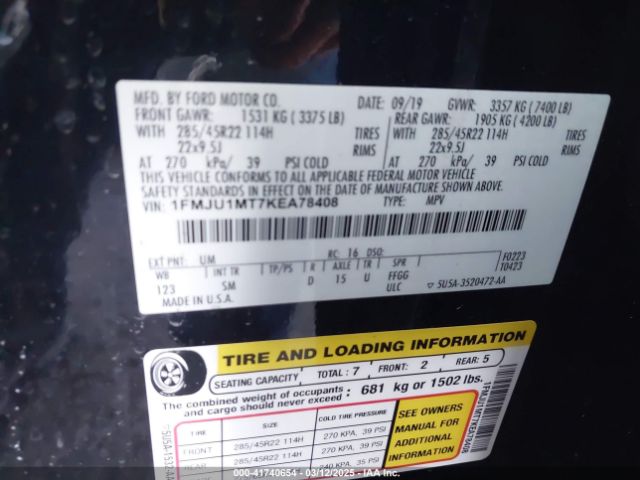 MFD. BY FORD MOTOR CO. DATE: 09/19 GVWR: 3357 KG (7400 LB)
FRONT GAWR: 1531 KG (3375 LB) REAR GAWR: 1905 KG (4200 LB)
WITH 285/45R22 114H TIRES WITH 285/45R22 114H TIRES
22x9.5J RIMS 22x9.5J RIMS
AT 270 kPa/ 39 PSI COLD AT 270 kPa/ 39 PSI COLD
THIS VEHICLE CONFORMS TO ALL APPLICABLE FEDERAL MOTOR VEHICLE
SAFETY STANDARDS IN EFFECT ON THE DATE OF MANUFACTURE SHOWN ABOVE.
VIN: 1FMJU1MT7KEA78408 TYPE: MPV
EXT PNT: UM RC: 16 DSO: F0223
WB INT TR TP/PS R AXLE TR SPR T0423
123 SM D 15 U FFGG
MADE IN U.S.A. ULC 5U5A-3520472-AA
TIRE AND LOADING INFORMATION
SEATING CAPACITY TOTAL: 7 FRONT: 2 REAR: 5
The combined weight of occupants and cargo should never exceed: 681 kg or 1502 lbs.
TIRE SIZE COLD TIRE PRESSURE
FRONT 285/45R22 114H 270 KPA, 39 PSI
REAR 285/45R22 114H 240 KPA, 35 PSI
SEE OWNERS
MANUAL FOR
ADDITIONAL
INFORMATION
1FMJU1MT7KEA78408
IAA 41740654 | 03/12/2025 | COPART